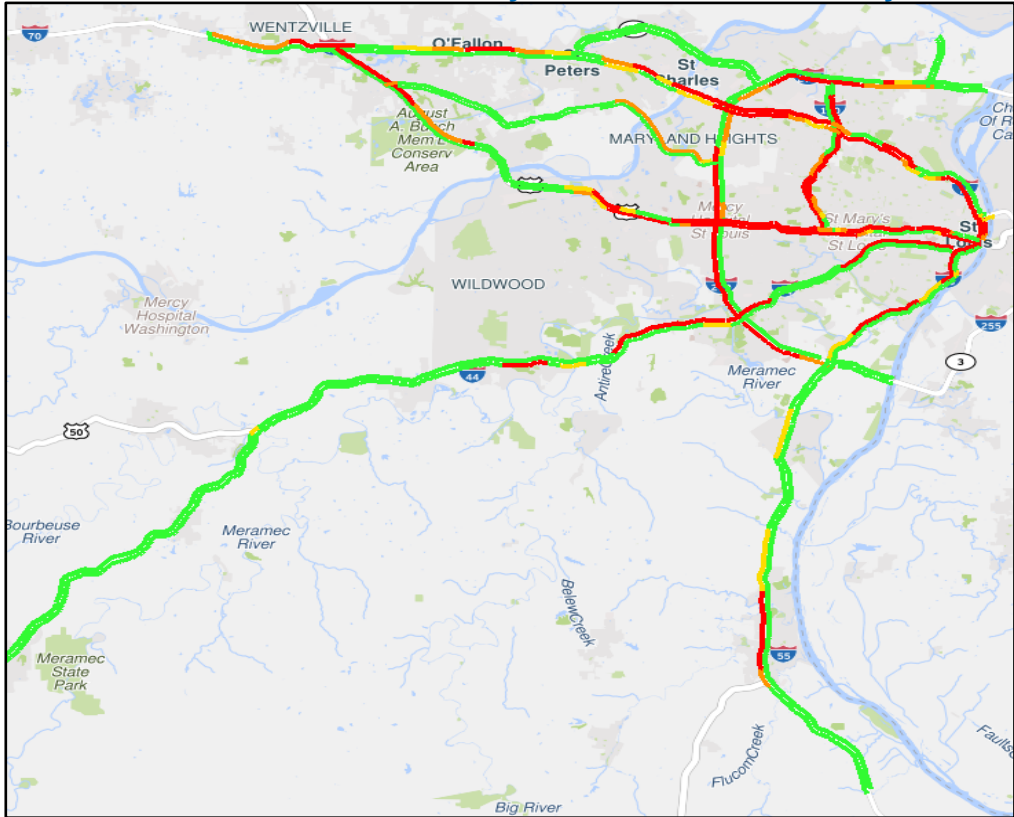 70
WENTZVILLE
O'Fallon
Peters
St
Charles
August
A. Busch
Mem L
Conserv
Area
MARYLAND HEIGHTS
Mercy
Hospital
St Louis
St Mary's
St Louis
St
Louis
WILDWOOD
Mercy
Hospital
Washington
255
3
44
Antire Creek
Meramec
River
50
Bourbeuse
River
Meramec
River
Belew Creek
Meramec
State
Park
55
Flucom Creek
Big River